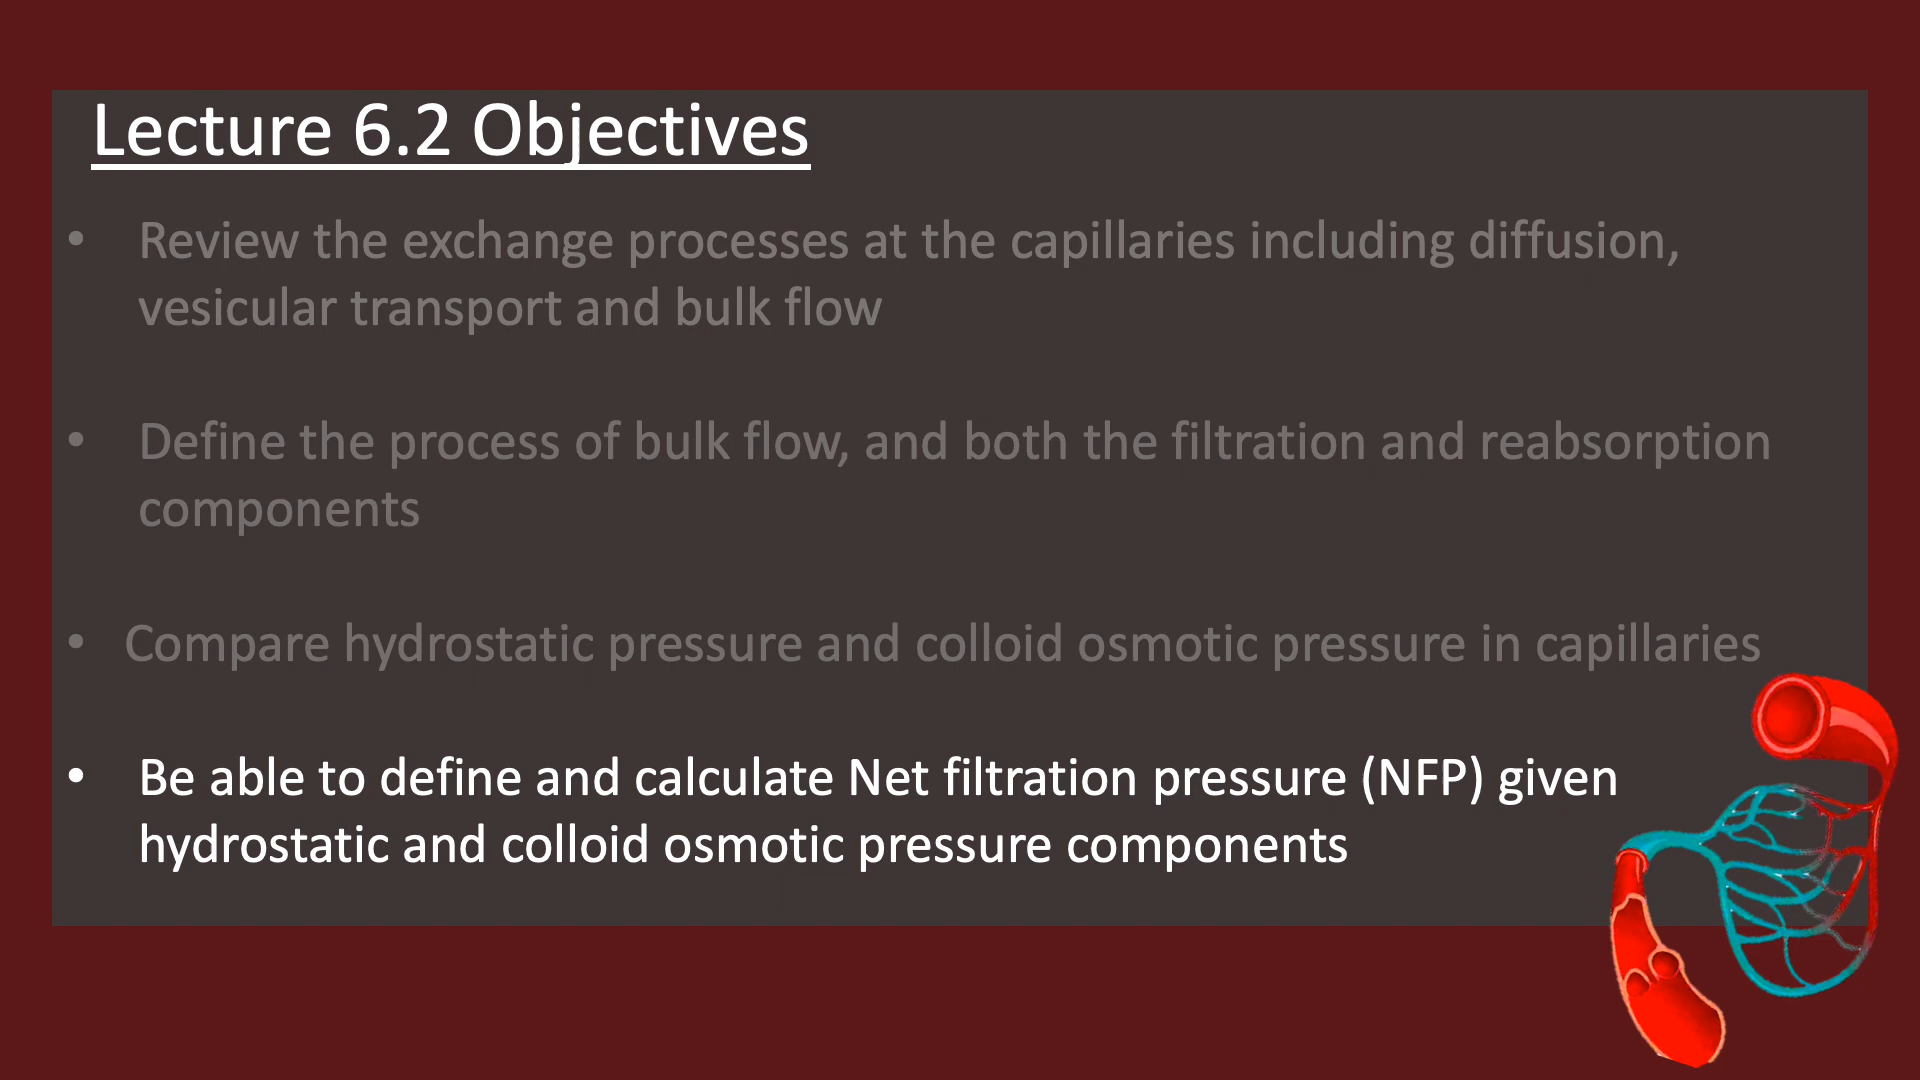 Lecture 6.2 Objectives
• Review the exchange processes at the capillaries including diffusion,
vesicular transport and bulk flow
• Define the process of bulk flow, and both the filtration and reabsorption
components
• Compare hydrostatic pressure and colloid osmotic pressure in capillaries
• Be able to define and calculate Net filtration pressure (NFP) given
hydrostatic and colloid osmotic pressure components